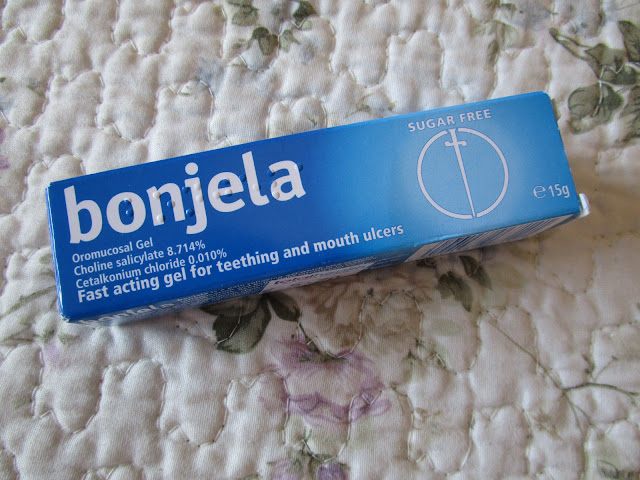 bonjela
Oromucosal Gel
Choline salicylate 8.714%
Cetalkonium chloride 0.010%
Fast acting gel for teething and mouth ulcers
SUGAR FREE
℮ 15g